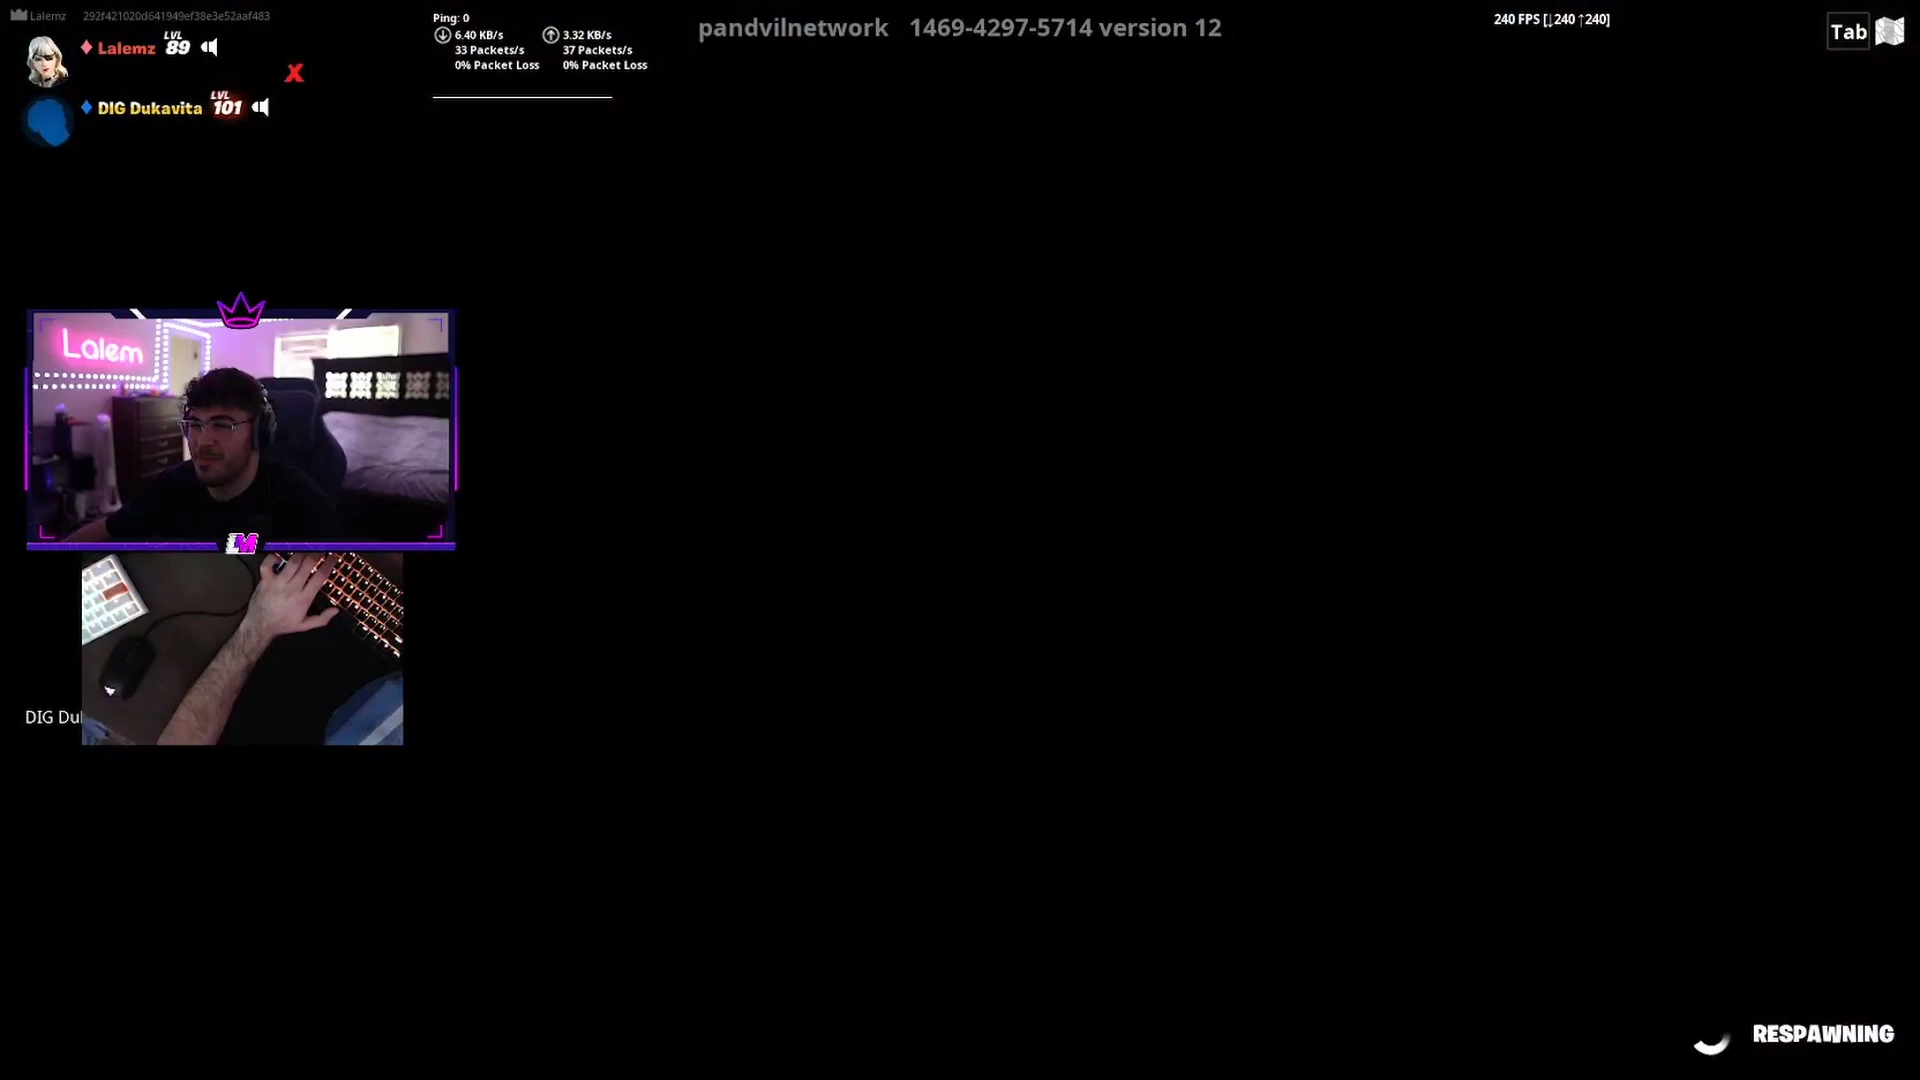 Lalemz 292f421020d641949ef38e3e52aaf483
Lalemz LVL 89
X
DIG Dukavita LVL 101
Ping: 0
6.40 KB/s 3.32 KB/s
33 Packets/s 37 Packets/s
0% Packet Loss 0% Packet Loss
pandvilnetwork 1469-4297-5714 version 12
240 FPS [↓240 ↑240]
Tab
Lalem
LM
DIG Du
RESPAWNING